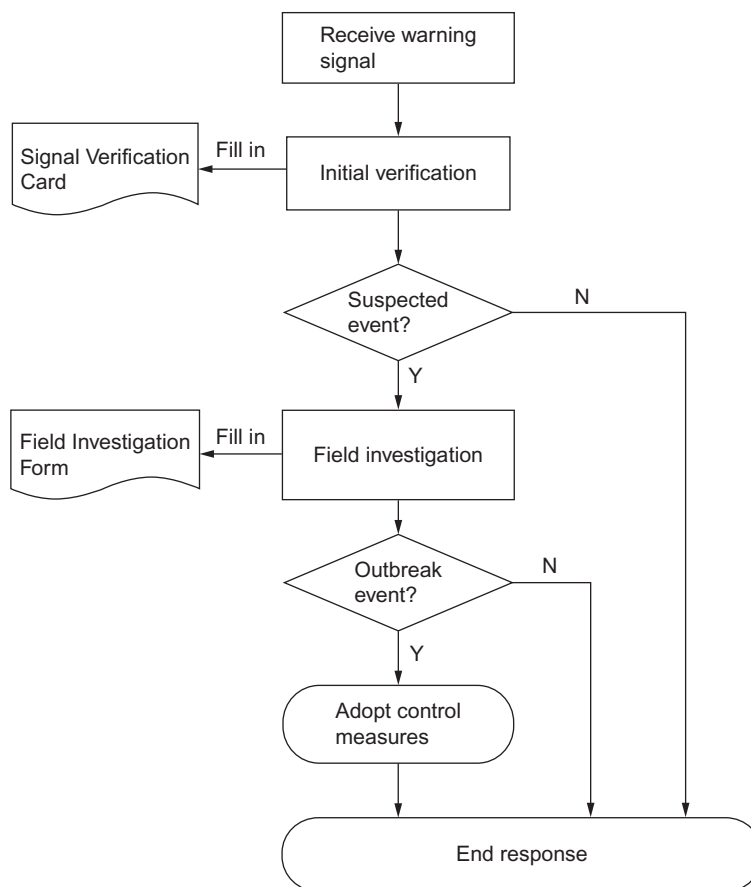 Receive warning
signal
Fill in
Signal Verification
Card
Initial verification
Suspected
event?
N
Y
Fill in
Field Investigation
Form
Field investigation
Outbreak
event?
N
Y
Adopt control
measures
End response